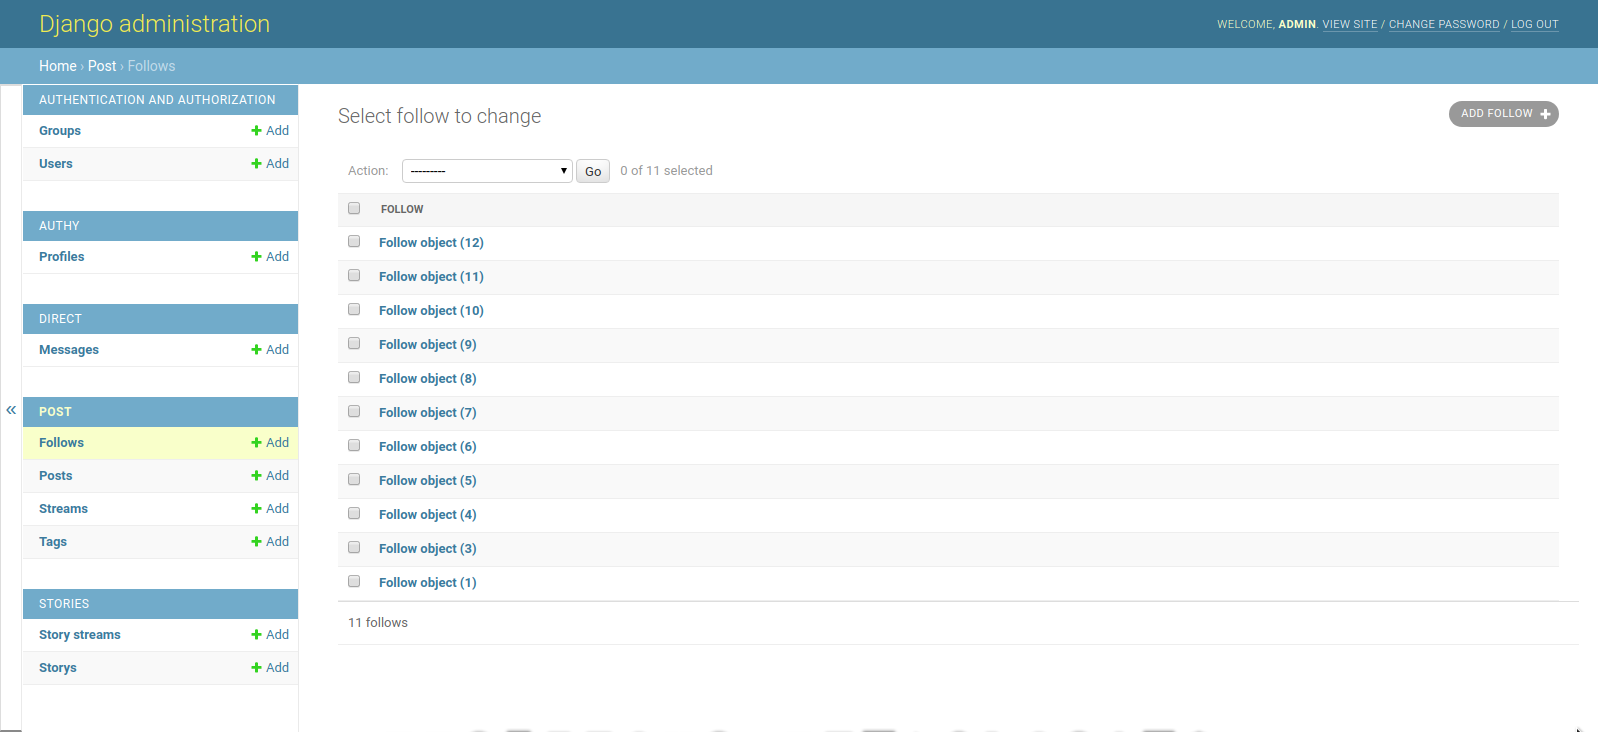 Django administration
WELCOME, ADMIN. VIEW SITE / CHANGE PASSWORD / LOG OUT
Home › Post › Follows
AUTHENTICATION AND AUTHORIZATION
Groups Add
Users Add
AUTHY
Profiles Add
DIRECT
Messages Add
«
POST
Follows Add
Posts Add
Streams Add
Tags Add
STORIES
Story streams Add
Storys Add
Select follow to change
ADD FOLLOW
Action: --------- Go 0 of 11 selected
FOLLOW
Follow object (12)
Follow object (11)
Follow object (10)
Follow object (9)
Follow object (8)
Follow object (7)
Follow object (6)
Follow object (5)
Follow object (4)
Follow object (3)
Follow object (1)
11 follows